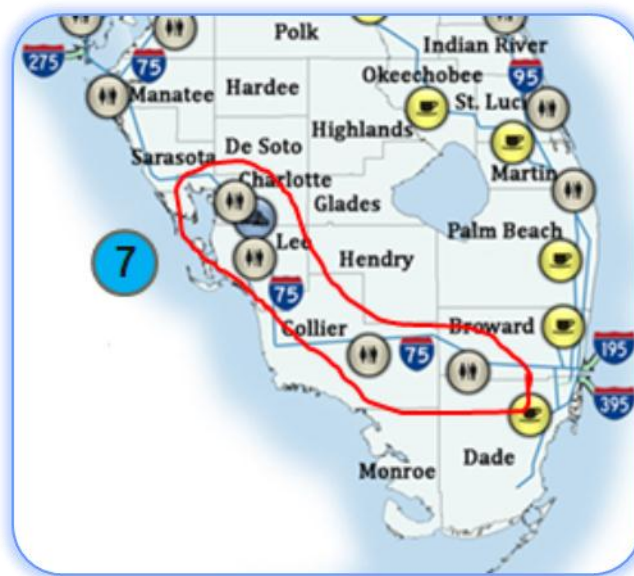 Polk
Indian River
275
75
Okeechobee
95
Manatee
Hardee
St. Luci
Highlands
De Soto
Sarasota
Martin
Charlotte
Glades
Palm Beach
Lee
7
Hendry
75
Collier
Broward
75
195
395
Dade
Monroe